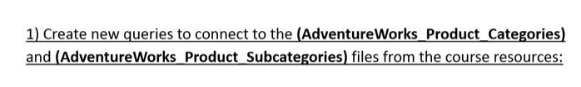 1) Create new queries to connect to the (AdventureWorks_Product_Categories)
and (AdventureWorks_Product_Subcategories) files from the course resources: